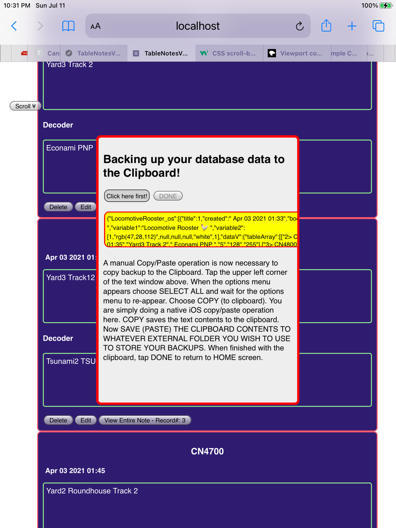 10:31 PM Sun Jul 11
100%
AA
localhost
Can
TableNotesV...
TableNotesV...
CSS scroll-b...
Viewport co...
mple C...
Yard3 Track 2
Scroll ¥
Decoder
Econami PNP
Delete
Edit
Backing up your database data to
the Clipboard!
Click here first!
DONE
{"LocomotiveRooster_os"[{"title":1,"created":" Apr 03 2021 01:33","bo
","variable1":"Locomotive Rooster 🐓 ","variable2":
[1,"rgb(47,28,112)",null,null,null,"white",1],"dataV":{"tableArray":[["2> C
01:35","Yard3 Track 2"," Econami PNP ","S","128","255"],["3> CN4800
A manual Copy/Paste operation is now necessary to
copy backup to the Clipboard. Tap the upper left corner
of the text window above. When the options menu
appears choose SELECT ALL and wait for the options
menu to re-appear. Choose COPY (to clipboard). You
are simply doing a native iOS copy/paste operation
here. COPY saves the text contents to the clipboard.
Now SAVE (PASTE) THE CLIPBOARD CONTENTS TO
WHATEVER EXTERNAL FOLDER YOU WISH TO USE
TO STORE YOUR BACKUPS. When finished with the
clipboard, tap DONE to return to HOME screen.
Apr 03 2021 01
Yard3 Track12
Decoder
Tsunami2 TSU
Delete
Edit
View Entire Note - Record#: 3
CN4700
Apr 03 2021 01:45
Yard2 Roundhouse Track 2